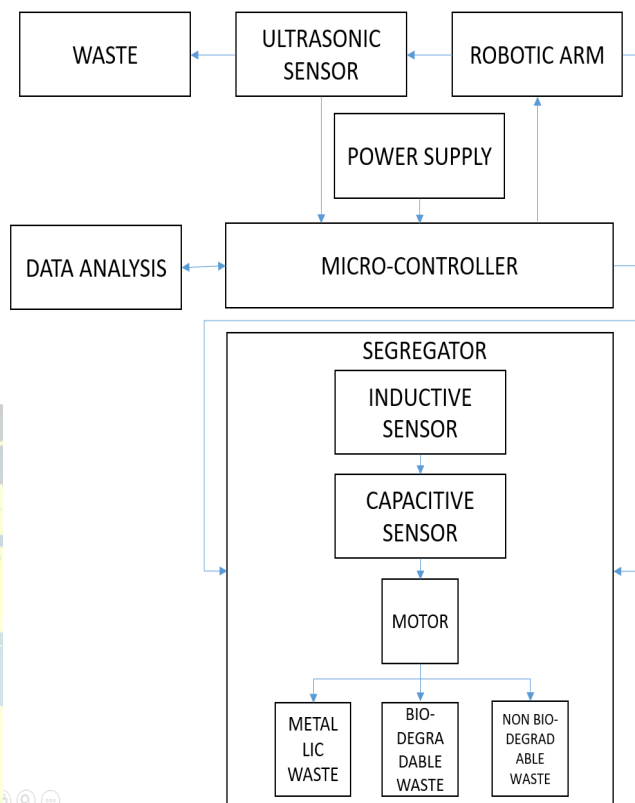 WASTE
ULTRASONIC
SENSOR
ROBOTIC ARM
POWER SUPPLY
DATA ANALYSIS
MICRO-CONTROLLER
SEGREGATOR
INDUCTIVE
SENSOR
CAPACITIVE
SENSOR
MOTOR
METAL
LIC
WASTE
BIO-
DEGRA
DABLE
WASTE
NON BIO-
DEGRAD
ABLE
WASTE